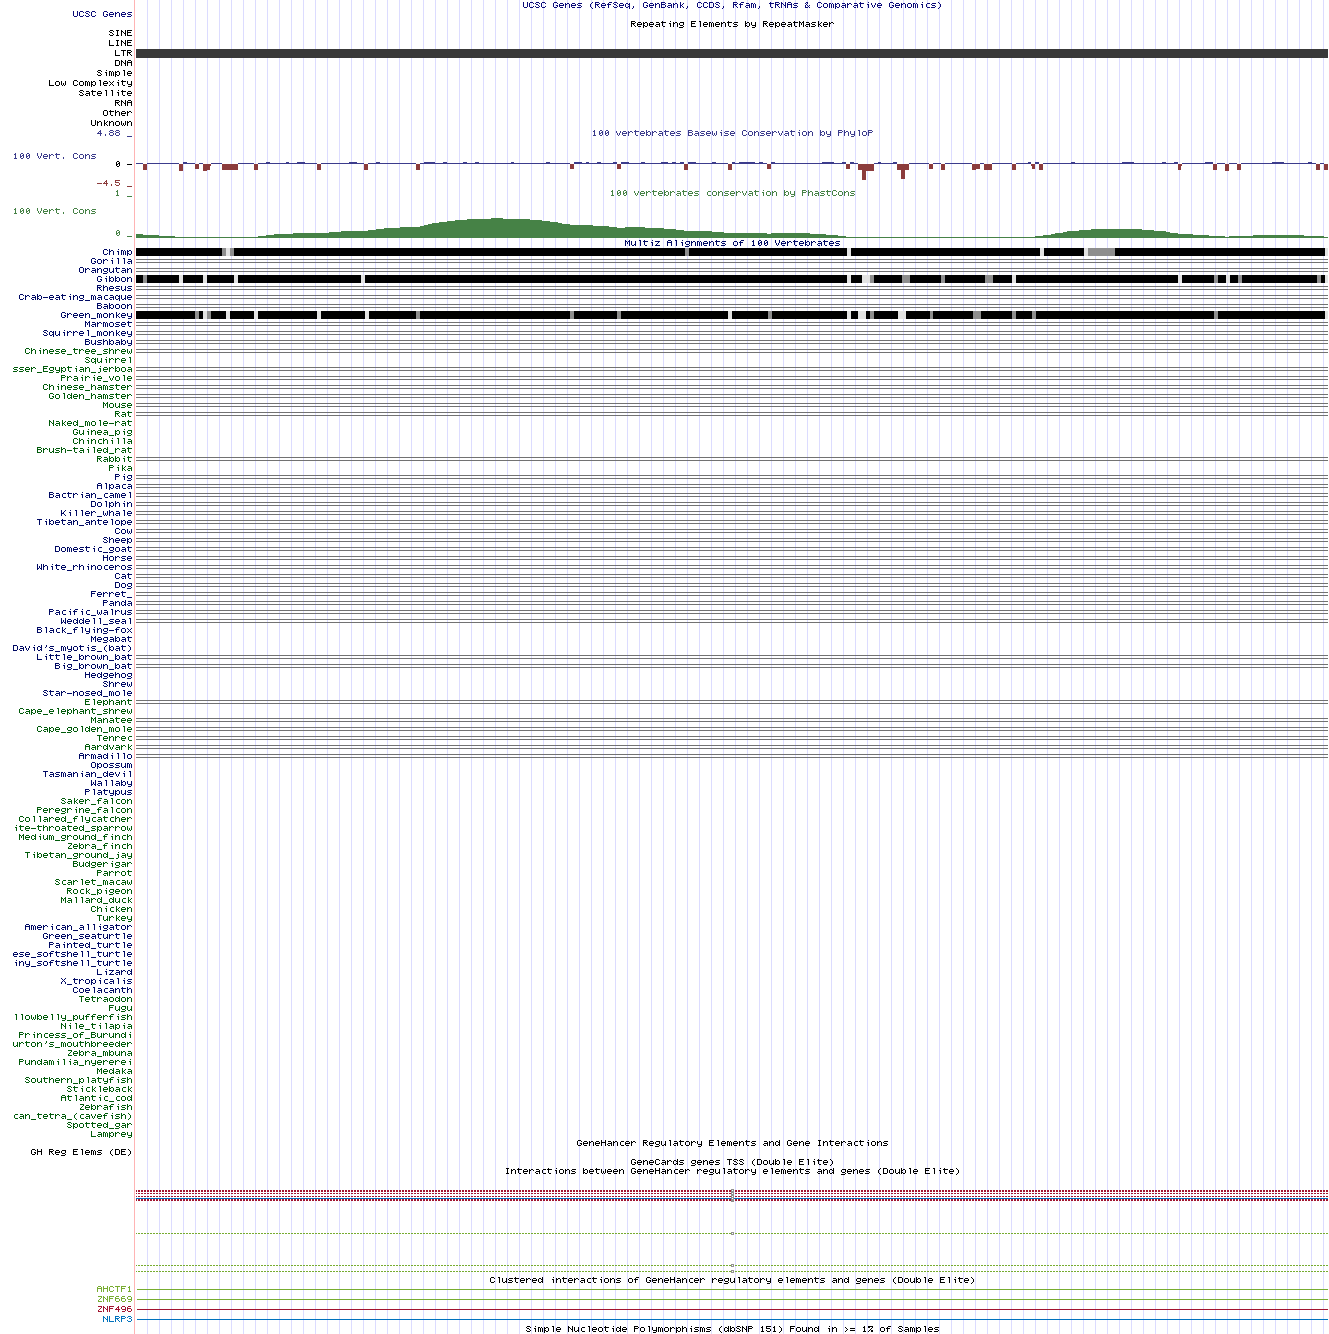 UCSC Genes (RefSeq, GenBank, CCDS, Rfam, tRNAs & Comparative Genomics)
UCSC Genes
Repeating Elements by RepeatMasker
SINE
LINE
LTR
DNA
Simple
Low Complexity
Satellite
RNA
Other
Unknown
4.88 _
100 vertebrates Basewise Conservation by PhyloP
100 Vert. Cons
0 -
-4.5 _
1 _
100 vertebrates conservation by PhastCons
100 Vert. Cons
0 _
Multiz Alignments of 100 Vertebrates
Chimp
Gorilla
Orangutan
Gibbon
Rhesus
Crab-eating_macaque
Baboon
Green_monkey
Marmoset
Squirrel_monkey
Bushbaby
Chinese_tree_shrew
Squirrel
sser_Egyptian_jerboa
Prairie_vole
Chinese_hamster
Golden_hamster
Mouse
Rat
Naked_mole-rat
Guinea_pig
Chinchilla
Brush-tailed_rat
Rabbit
Pika
Pig
Alpaca
Bactrian_camel
Dolphin
Killer_whale
Tibetan_antelope
Cow
Sheep
Domestic_goat
Horse
White_rhinoceros
Cat
Dog
Ferret_
Panda
Pacific_walrus
Weddell_seal
Black_flying-fox
Megabat
David's_myotis_(bat)
Little_brown_bat
Big_brown_bat
Hedgehog
Shrew
Star-nosed_mole
Elephant
Cape_elephant_shrew
Manatee
Cape_golden_mole
Tenrec
Aardvark
Armadillo
Opossum
Tasmanian_devil
Wallaby
Platypus
Saker_falcon
Peregrine_falcon
Collared_flycatcher
ite-throated_sparrow
Medium_ground_finch
Zebra_finch
Tibetan_ground_jay
Budgerigar
Parrot
Scarlet_macaw
Rock_pigeon
Mallard_duck
Chicken
Turkey
American_alligator
Green_seaturtle
Painted_turtle
ese_softshell_turtle
iny_softshell_turtle
Lizard
X_tropicalis
Coelacanth
Tetraodon
Fugu
llowbelly_pufferfish
Nile_tilapia
Princess_of_Burundi
urton's_mouthbreeder
Zebra_mbuna
Pundamilia_nyererei
Medaka
Southern_platyfish
Stickleback
Atlantic_cod
Zebrafish
can_tetra_(cavefish)
Spotted_gar
Lamprey
GeneHancer Regulatory Elements and Gene Interactions
GH Reg Elems (DE)
GeneCards genes TSS (Double Elite)
Interactions between GeneHancer regulatory elements and genes (Double Elite)
Clustered interactions of GeneHancer regulatory elements and genes (Double Elite)
AHCTF1
ZNF669
ZNF496
NLRP3
Simple Nucleotide Polymorphisms (dbSNP 151) Found in >= 1% of Samples